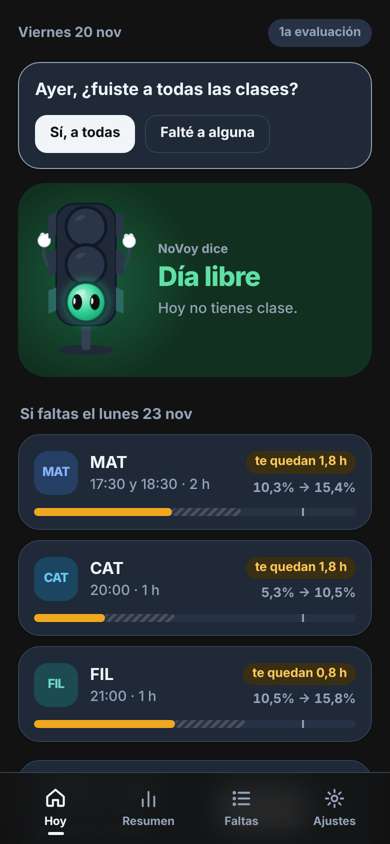 Viernes 20 nov
1a evaluación
Ayer, ¿fuiste a todas las clases?
Sí, a todas
Falté a alguna
NoVoy dice
Día libre
Hoy no tienes clase.
Si faltas el lunes 23 nov
MAT
MAT
te quedan 1,8 h
17:30 y 18:30 · 2 h
10,3% → 15,4%
CAT
CAT
te quedan 1,8 h
20:00 · 1 h
5,3% → 10,5%
FIL
FIL
te quedan 0,8 h
21:00 · 1 h
10,5% → 15,8%
Hoy
Resumen
Faltas
Ajustes